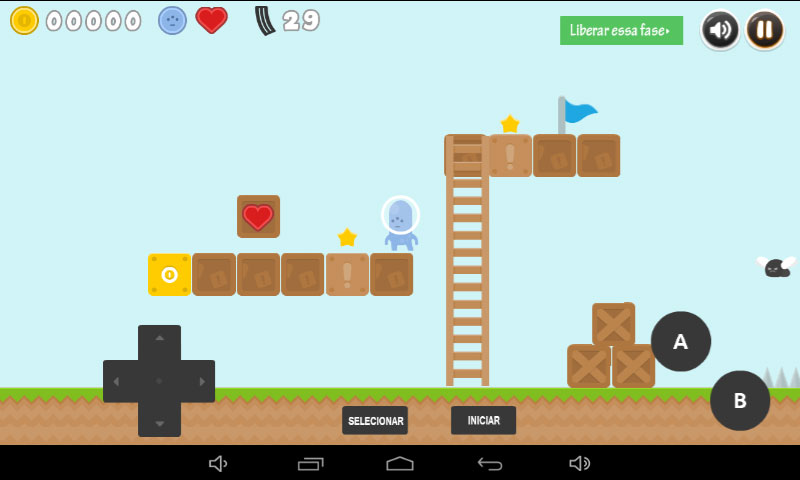 00000 29
Liberar essa fase
A
B
SELECIONAR INICIAR